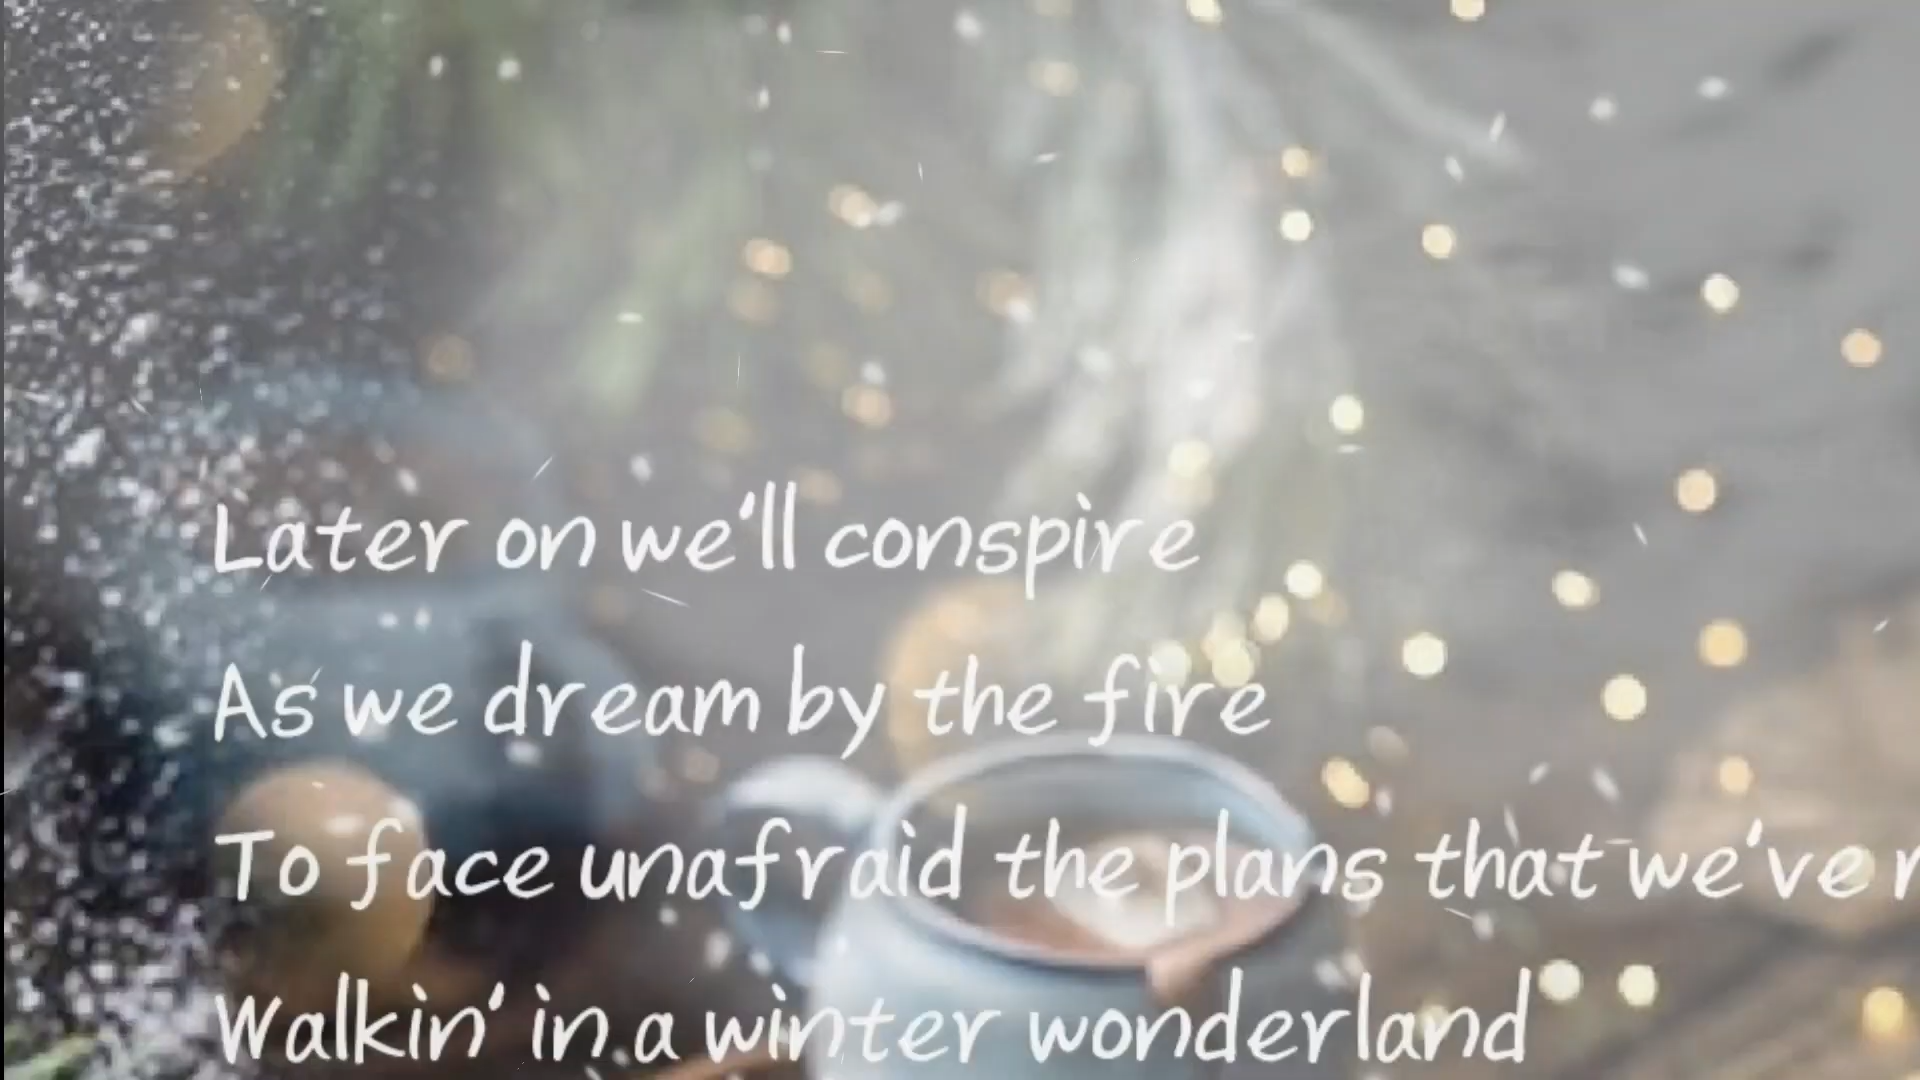 Later on we'll conspire
As we dream by the fire
To face unafraid the plans that we've
Walkin' in a winter wonderland